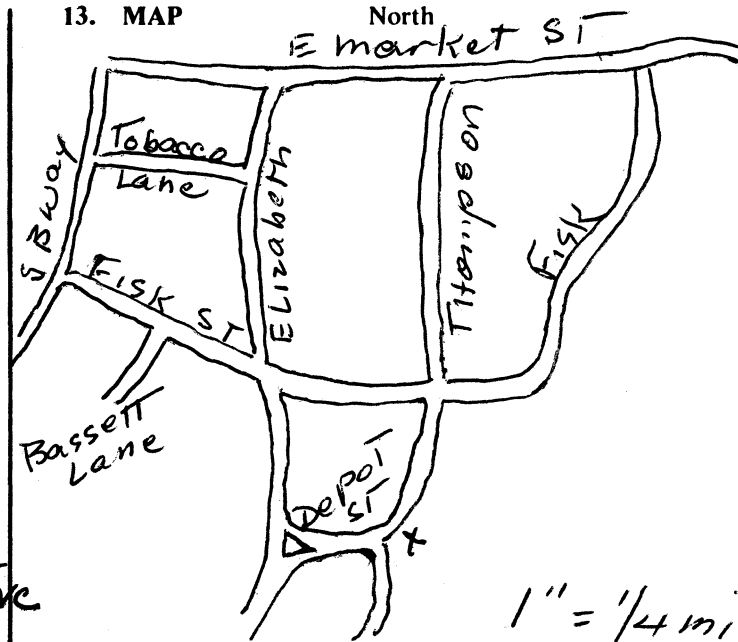 13. MAP North
E market ST
S Bway
Tobacco
Lane
ELIZabeth
THompson
Fisk
Fisk ST
Bassett
Lane
Depot
ST
x
1" = 1/4 mi